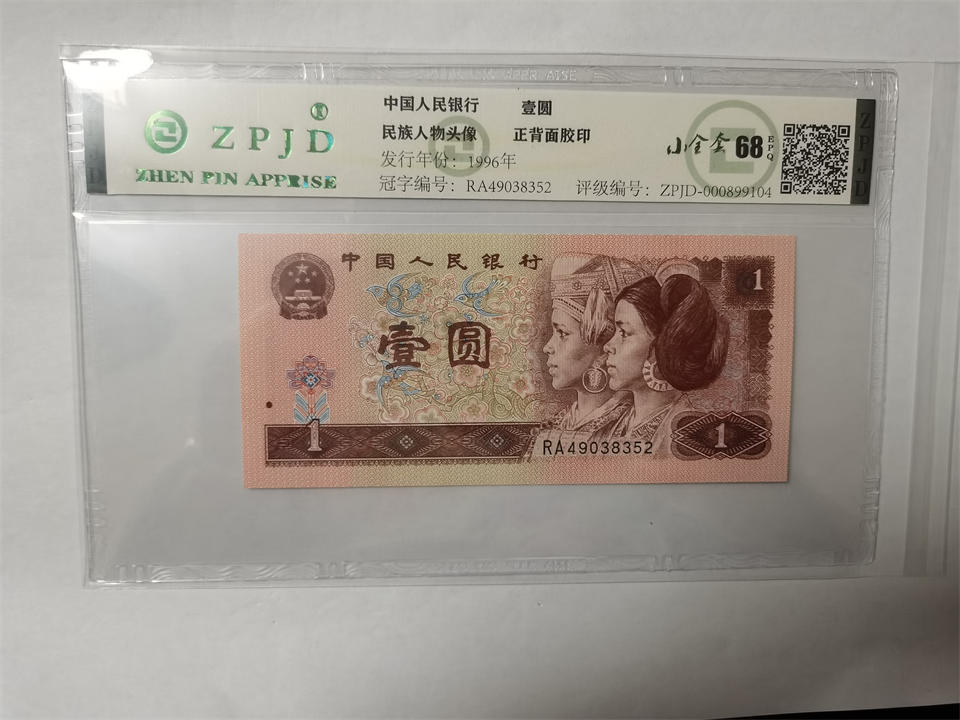 ZPJD
®
ZHEN PIN APPRISE
中国人民银行 壹圆
民族人物头像 正背面胶印
发行年份：1996年
冠字编号：RA49038352 评级编号：ZPJD-000899104
小全套 68 EPQ
ZPJD
中国人民银行
1
壹圆
1
RA49038352
1